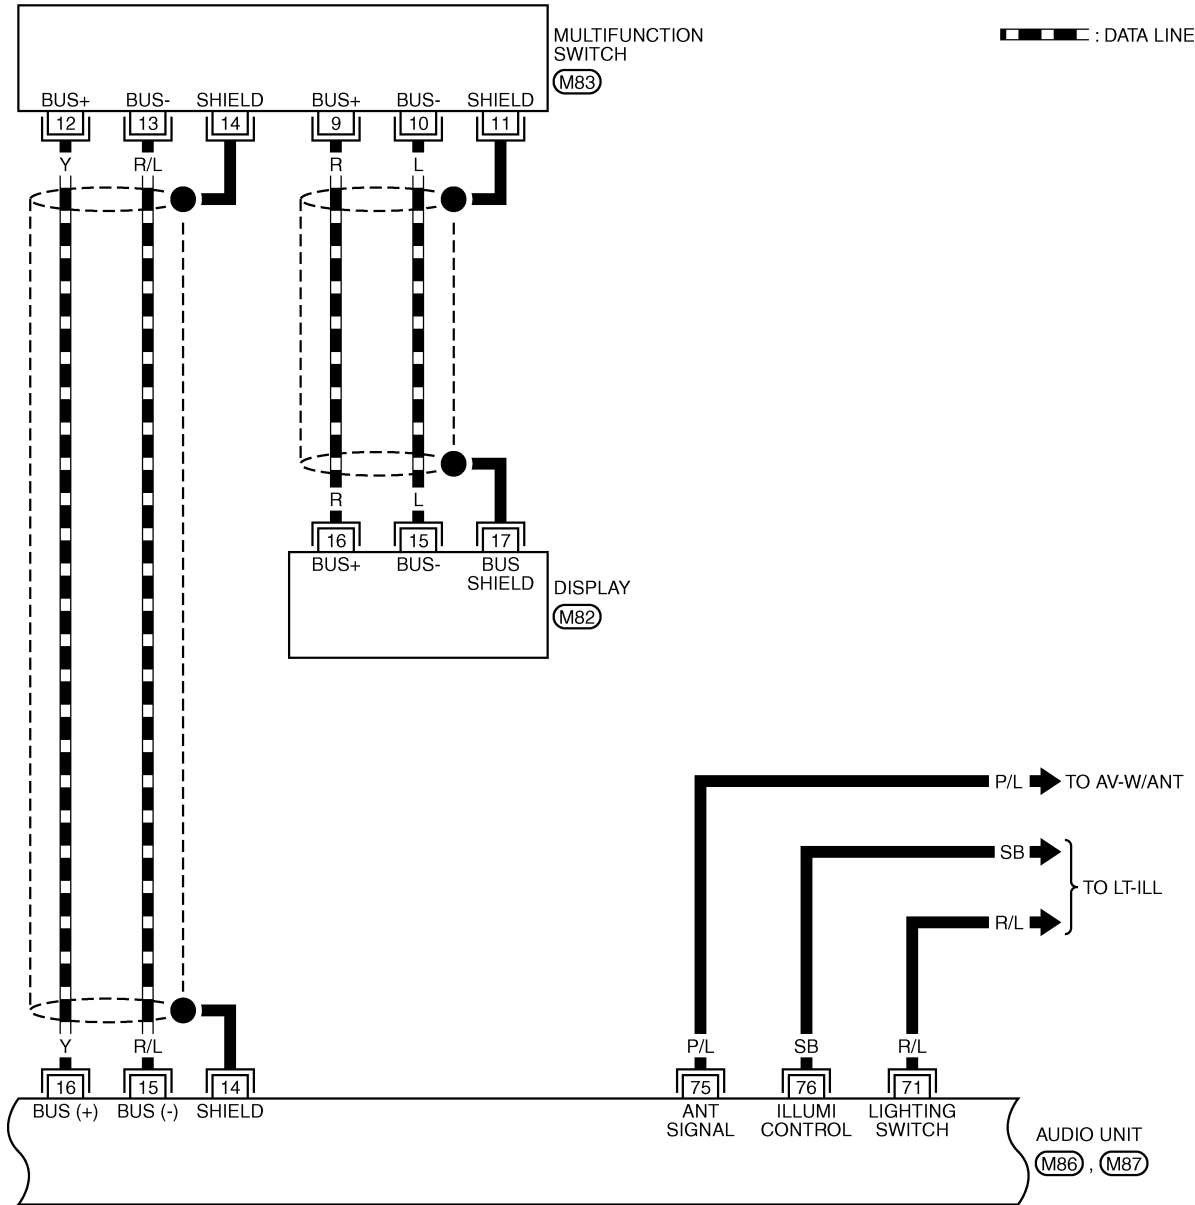 MULTIFUNCTION
SWITCH
M83
: DATA LINE
BUS+ BUS- SHIELD BUS+ BUS- SHIELD
12 13 14 9 10 11
Y R/L R L
R L
16 15 17
BUS+ BUS- BUS
SHIELD
DISPLAY
M82
P/L TO AV-W/ANT
SB
TO LT-ILL
R/L
Y R/L P/L SB R/L
16 15 14 75 76 71
BUS (+) BUS (-) SHIELD ANT ILLUMI LIGHTING
SIGNAL CONTROL SWITCH
AUDIO UNIT
M86 , M87